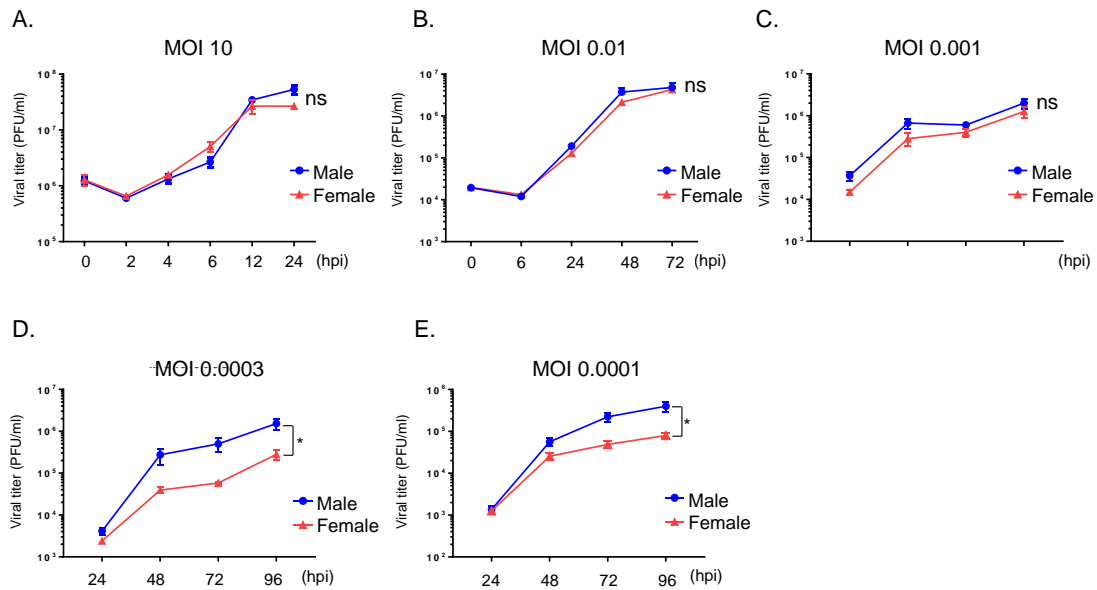 A.
MOI 10
Viral titer (PFU/ml)
10⁸
10⁷
10⁶
10⁵
ns
Male
Female
0 2 4 6 12 24 (hpi)
B.
MOI 0.01
Viral titer (PFU/ml)
10⁷
10⁶
10⁵
10⁴
10³
ns
Male
Female
0 6 24 48 72 (hpi)
C.
MOI 0.001
Viral titer (PFU/ml)
10⁷
10⁶
10⁵
10⁴
10³
ns
Male
Female
(hpi)
D.
MOI 0.0003
Viral titer (PFU/ml)
10⁷
10⁶
10⁵
10⁴
10³
*
Male
Female
24 48 72 96 (hpi)
E.
MOI 0.0001
Viral titer (PFU/ml)
10⁶
10⁵
10⁴
10³
10²
*
Male
Female
24 48 72 96 (hpi)